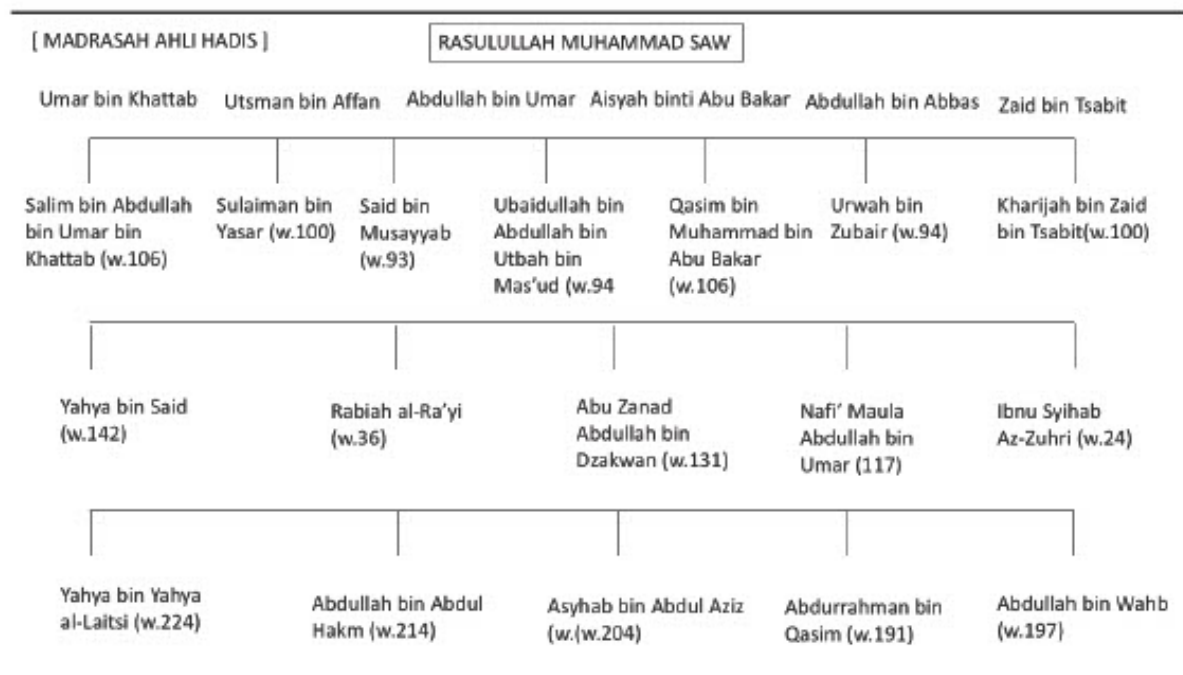 [ MADRASAH AHLI HADIS ]
RASULULLAH MUHAMMAD SAW
Umar bin Khattab
Utsman bin Affan
Abdullah bin Umar
Aisyah binti Abu Bakar
Abdullah bin Abbas
Zaid bin Tsabit
Salim bin Abdullah
bin Umar bin
Khattab (w.106)
Sulaiman bin
Yasar (w.100)
Said bin
Musayyab
(w.93)
Ubaidullah bin
Abdullah bin
Utbah bin
Mas'ud (w.94
Qasim bin
Muhammad bin
Abu Bakar
(w.106)
Urwah bin
Zubair (w.94)
Kharijah bin Zaid
bin Tsabit(w.100)
Yahya bin Said
(w.142)
Rabiah al-Ra'yi
(w.36)
Abu Zanad
Abdullah bin
Dzakwan (w.131)
Nafi' Maula
Abdullah bin
Umar (117)
Ibnu Syihab
Az-Zuhri (w.24)
Yahya bin Yahya
al-Laitsi (w.224)
Abdullah bin Abdul
Hakm (w.214)
Asyhab bin Abdul Aziz
(w.(w.204)
Abdurrahman bin
Qasim (w.191)
Abdullah bin Wahb
(w.197)